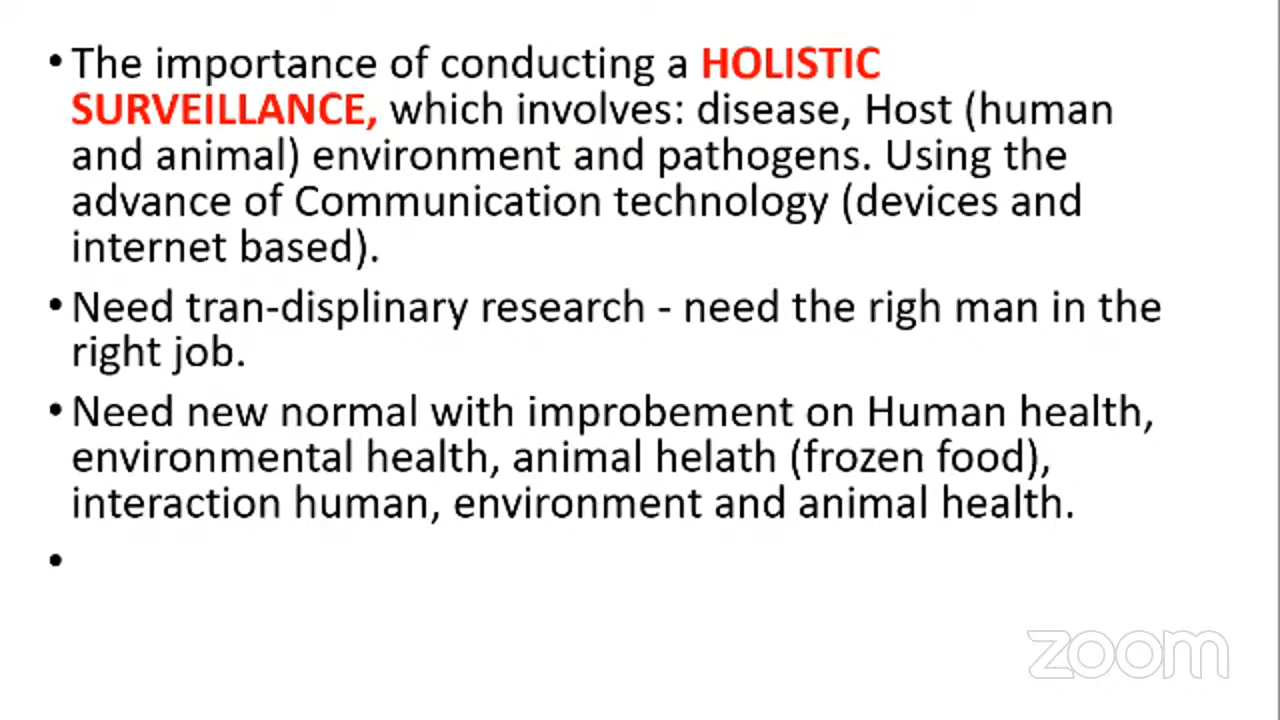 • The importance of conducting a HOLISTIC
SURVEILLANCE, which involves: disease, Host (human
and animal) environment and pathogens. Using the
advance of Communication technology (devices and
internet based).
• Need tran-displinary research - need the righ man in the
right job.
• Need new normal with improbement on Human health,
environmental health, animal helath (frozen food),
interaction human, environment and animal health.
•
zoom